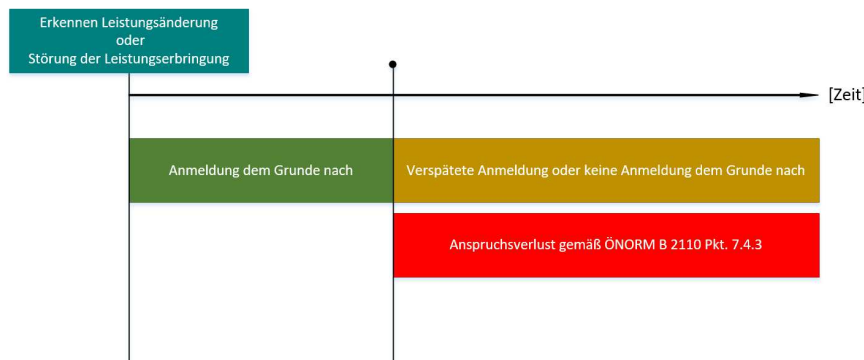 Erkennen Leistungsänderung
oder
Störung der Leistungserbringung
[Zeit]
Anmeldung dem Grunde nach
Verspätete Anmeldung oder keine Anmeldung dem Grunde nach
Anspruchsverlust gemäß ÖNORM B 2110 Pkt. 7.4.3